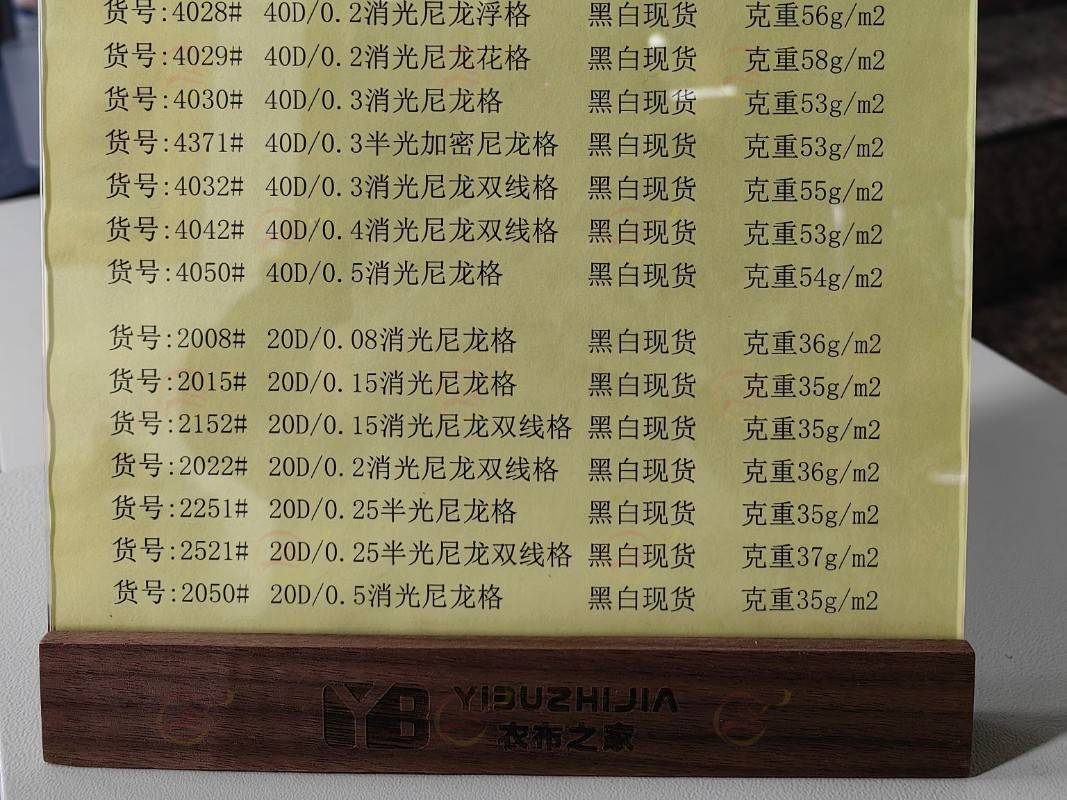 货号:4028# 40D/0.2消光尼龙浮格 黑白现货 克重56g/m2
货号:4029# 40D/0.2消光尼龙花格 黑白现货 克重58g/m2
货号:4030# 40D/0.3消光尼龙格 黑白现货 克重53g/m2
货号:4371# 40D/0.3半光加密尼龙格 黑白现货 克重53g/m2
货号:4032# 40D/0.3消光尼龙双线格 黑白现货 克重55g/m2
货号:4042# 40D/0.4消光尼龙双线格 黑白现货 克重53g/m2
货号:4050# 40D/0.5消光尼龙格 黑白现货 克重54g/m2
货号:2008# 20D/0.08消光尼龙格 黑白现货 克重36g/m2
货号:2015# 20D/0.15消光尼龙格 黑白现货 克重35g/m2
货号:2152# 20D/0.15消光尼龙双线格 黑白现货 克重35g/m2
货号:2022# 20D/0.2消光尼龙双线格 黑白现货 克重36g/m2
货号:2251# 20D/0.25半光尼龙格 黑白现货 克重35g/m2
货号:2521# 20D/0.25半光尼龙双线格 黑白现货 克重37g/m2
货号:2050# 20D/0.5消光尼龙格 黑白现货 克重35g/m2
YB YIBUZHIJIA
衣布之家